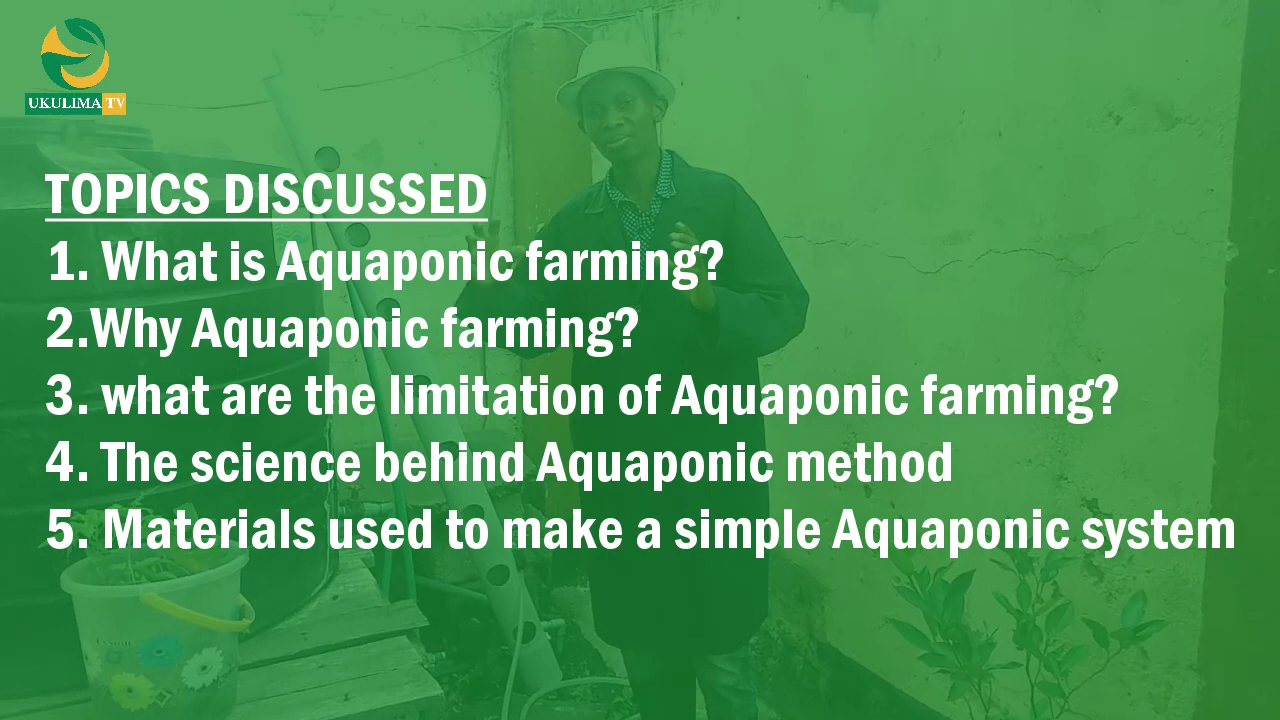 UKULIMA TV
TOPICS DISCUSSED
1. What is Aquaponic farming?
2.Why Aquaponic farming?
3. what are the limitation of Aquaponic farming?
4. The science behind Aquaponic method
5. Materials used to make a simple Aquaponic system